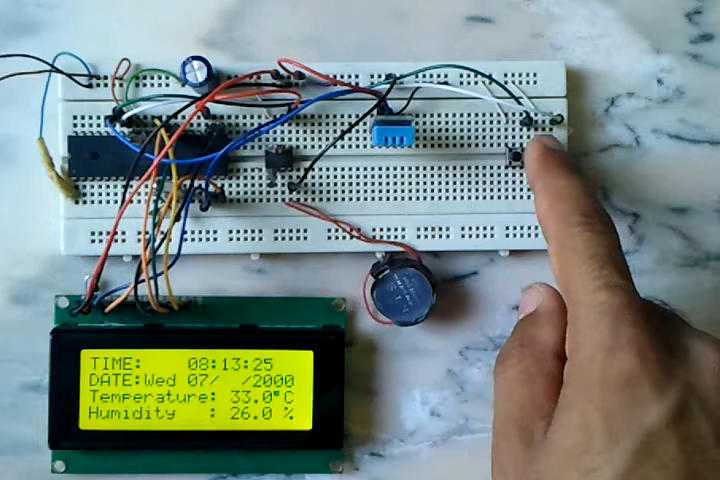 TIME: 08:13:25
DATE:Wed 07/ /2000
Temperature: 33.0°C
Humidity : 26.0 %